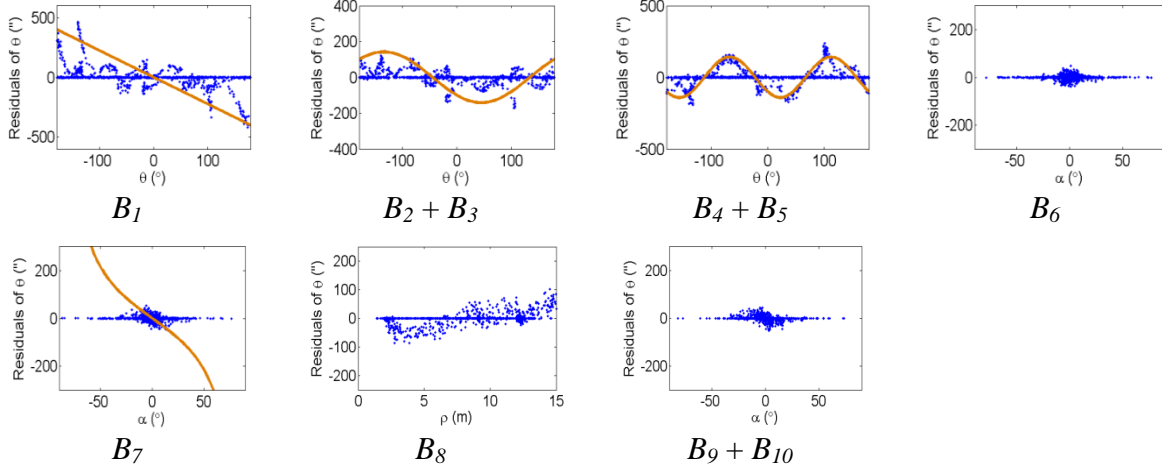 Residuals of θ (")
500
0
-500
-100 0 100
θ (°)
B1
Residuals of θ (")
400
200
0
-200
-400
-100 0 100
θ (°)
B2 + B3
Residuals of θ (")
500
0
-500
-100 0 100
θ (°)
B4 + B5
Residuals of θ (")
200
0
-200
-50 0 50
α (°)
B6
Residuals of θ (")
200
0
-200
-50 0 50
α (°)
B7
Residuals of θ (")
200
100
0
-100
-200
0 5 10 15
ρ (m)
B8
Residuals of θ (")
200
0
-200
-50 0 50
α (°)
B9 + B10